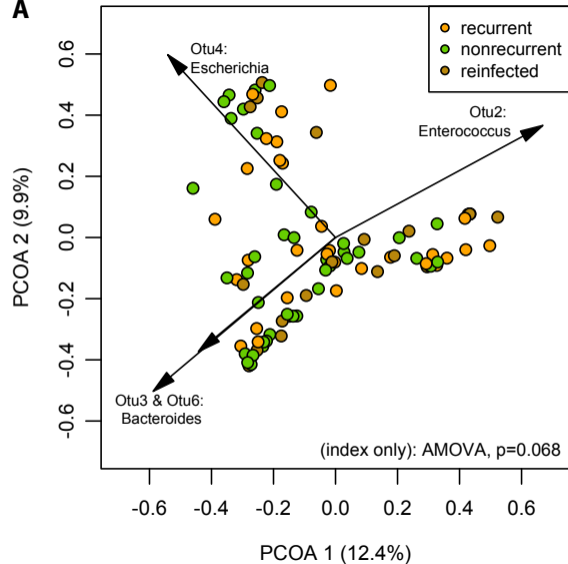 A
recurrent
nonrecurrent
reinfected
Otu4:
Escherichia
Otu2:
Enterococcus
Otu3 & Otu6:
Bacteroides
(index only): AMOVA, p=0.068
PCOA 2 (9.9%)
0.6
0.4
0.2
0.0
-0.2
-0.4
-0.6
-0.6
-0.4
-0.2
0.0
0.2
0.4
0.6
PCOA 1 (12.4%)